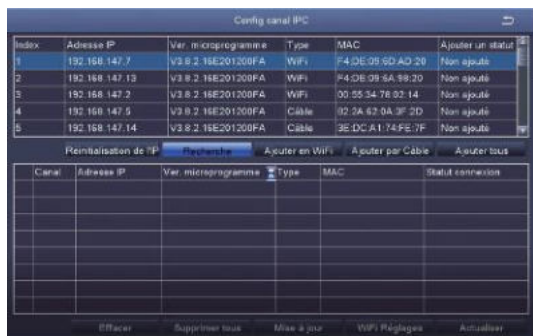 Config canal IPC
Index Adresse IP Ver. microprogramme Type MAC Ajouter un statut
1 192.168.147.7 V3.8.2.16E201200FA WiFi F4:DE:09:6D:AD:20 Non ajouté
2 192.168.147.13 V3.8.2.16E201200FA WiFi F4:DE:09:6A:98:20 Non ajouté
3 192.168.147.2 V3.8.2.16E201200FA WiFi 00:55:34:78:02:14 Non ajouté
4 192.168.147.5 V3.8.2.16E201200FA Câble 82:2A:62:0A:3F:2D Non ajouté
5 192.168.147.14 V3.8.2.16E201200FA Câble 3E:DC:A1:74:FE:7F Non ajouté
Réintialisation de l'IP Recherche Ajouter en WiFi Ajouter par Câble Ajouter tous
Canal Adresse IP Ver. microprogramme Type MAC Statut connexion
Effacer Supprimer tous Mise à jour WiFi Réglages Actualiser